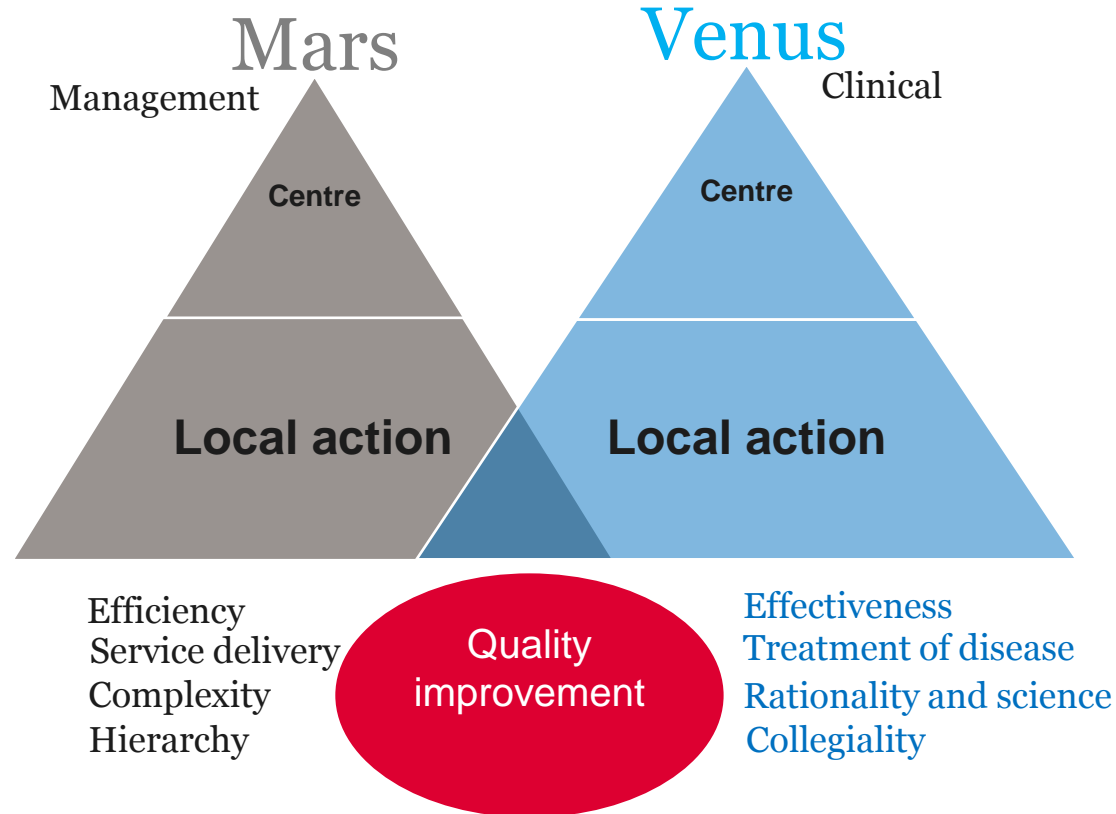 Mars
Venus
Management
Clinical
Centre
Centre
Local action
Local action
Efficiency
Service delivery
Complexity
Hierarchy
Quality
improvement
Effectiveness
Treatment of disease
Rationality and science
Collegiality